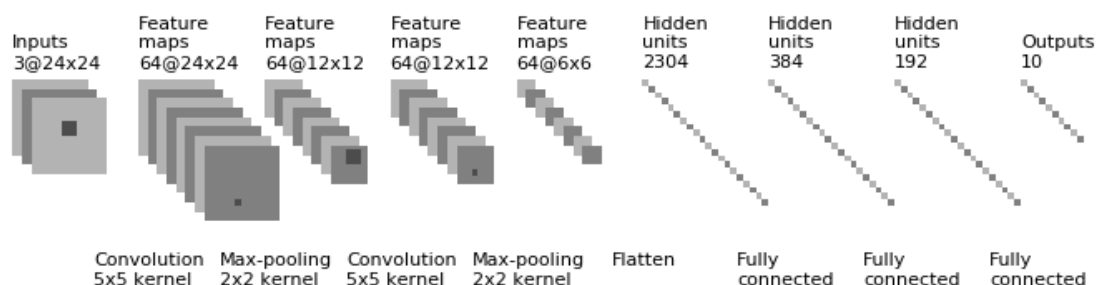 Inputs
3@24x24
Feature
maps
64@24x24
Feature
maps
64@12x12
Feature
maps
64@12x12
Feature
maps
64@6x6
Hidden
units
2304
Hidden
units
384
Hidden
units
192
Outputs
10
Convolution
5x5 kernel
Max-pooling
2x2 kernel
Convolution
5x5 kernel
Max-pooling
2x2 kernel
Flatten
Fully
connected
Fully
connected
Fully
connected